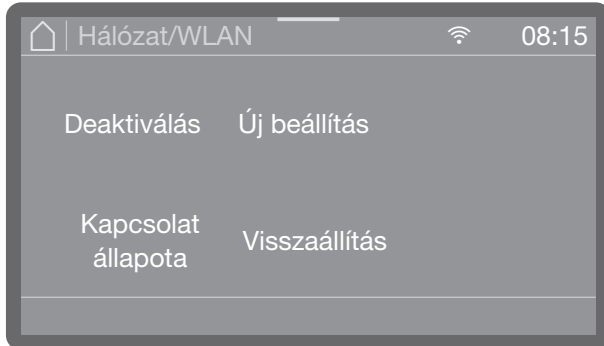 Hálózat/WLAN 08:15
Deaktiválás Új beállítás
Kapcsolat
állapota
Visszaállítás